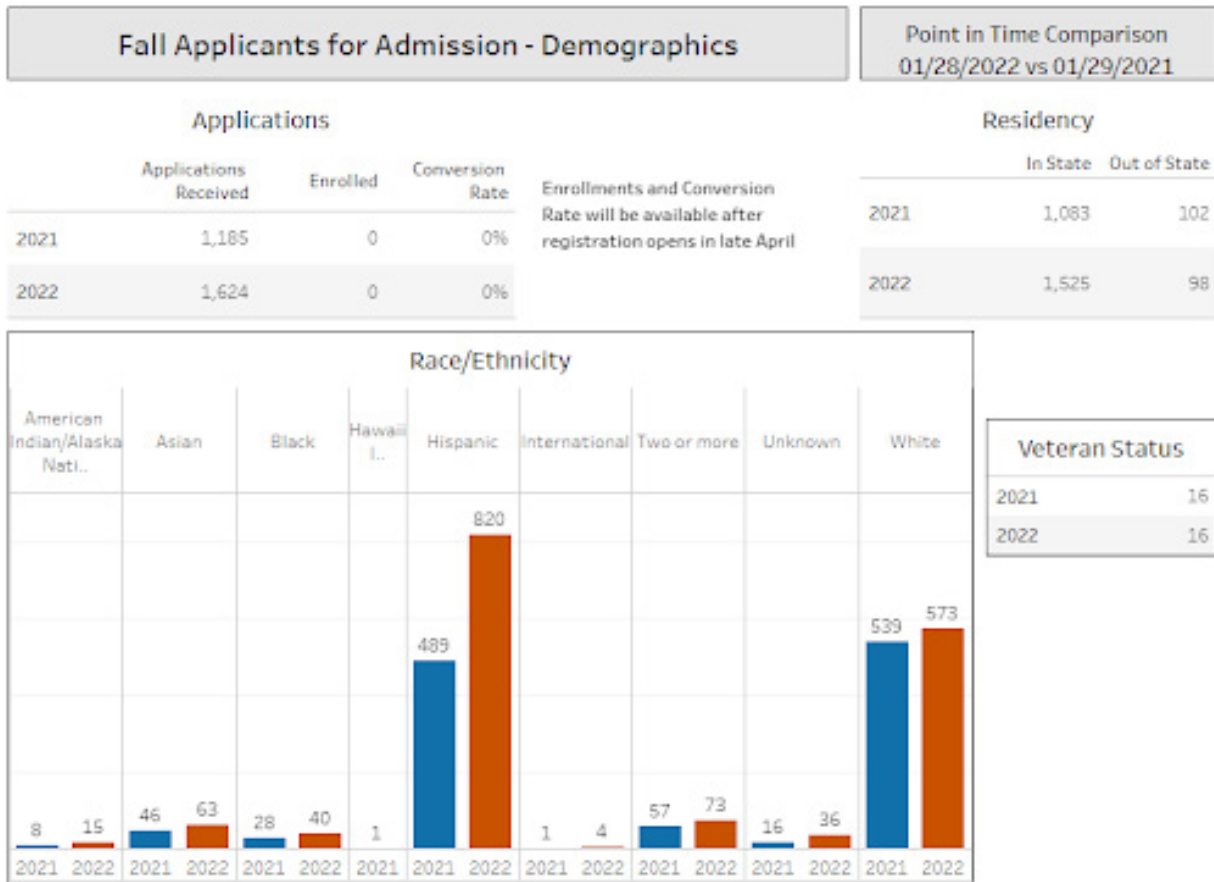 Fall Applicants for Admission - Demographics
Point in Time Comparison
01/28/2022 vs 01/29/2021
Applications
Applications Received Enrolled Conversion Rate
2021 1,185 0 0%
2022 1,624 0 0%
Enrollments and Conversion
Rate will be available after
registration opens in late April
Residency
In State Out of State
2021 1,083 102
2022 1,525 98
Race/Ethnicity
American Indian/Alaska Nati.. Asian Black Hawaii I.. Hispanic International Two or more Unknown White
8 15 46 63 28 40 1 489 820 1 4 57 73 16 36 539 573
2021 2022 2021 2022 2021 2022 2021 2021 2022 2021 2022 2021 2022 2021 2022 2021 2022
Veteran Status
2021 16
2022 16